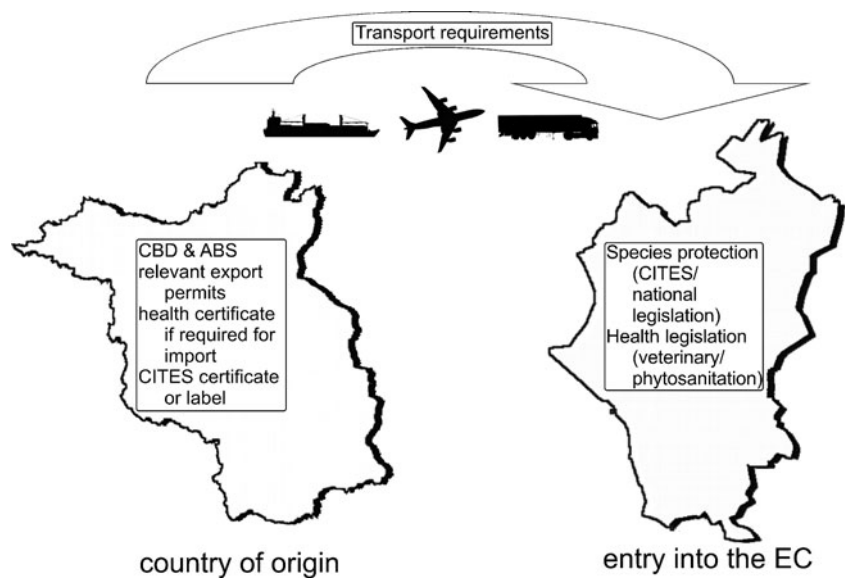 Transport requirements
CBD & ABS
relevant export
permits
health certificate
if required for
import
CITES certificate
or label
Species protection
(CITES/
national
legislation)
Health legislation
(veterinary/
phytosanitation)
country of origin
entry into the EC